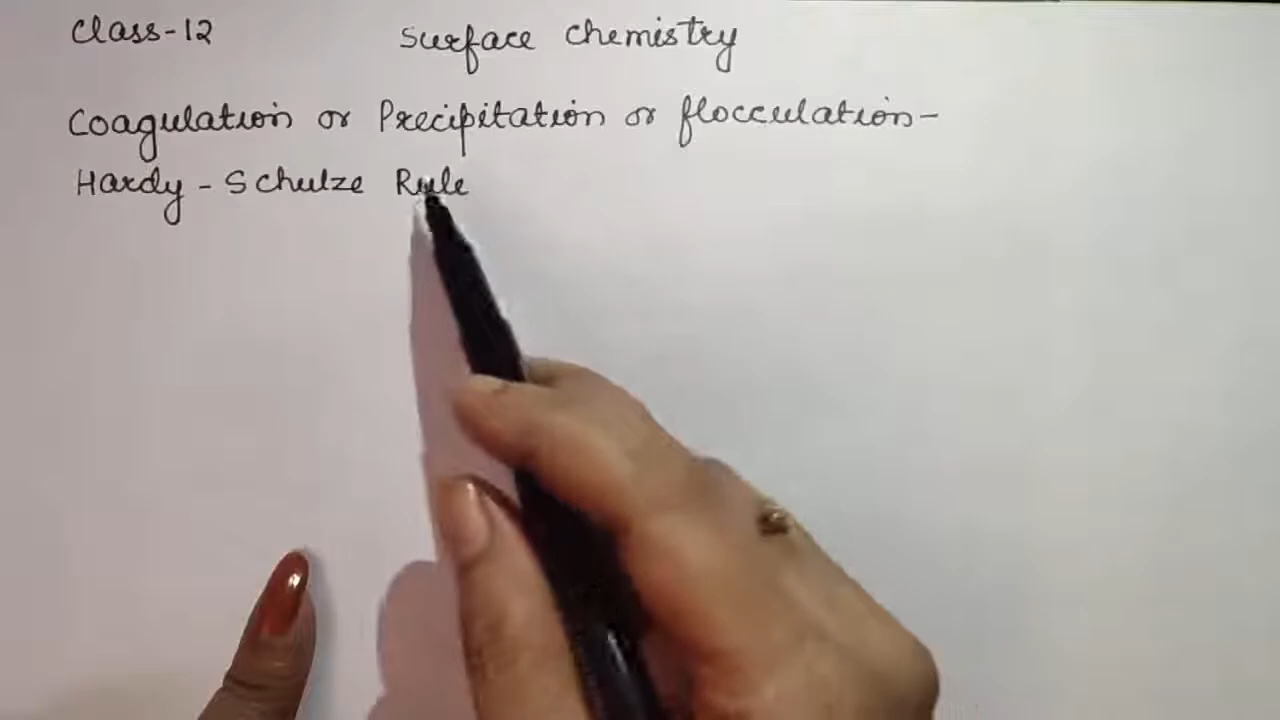 Class-12 Surface Chemistry
Coagulation or Precipitation or flocculation-
Hardy-Schulze Rule